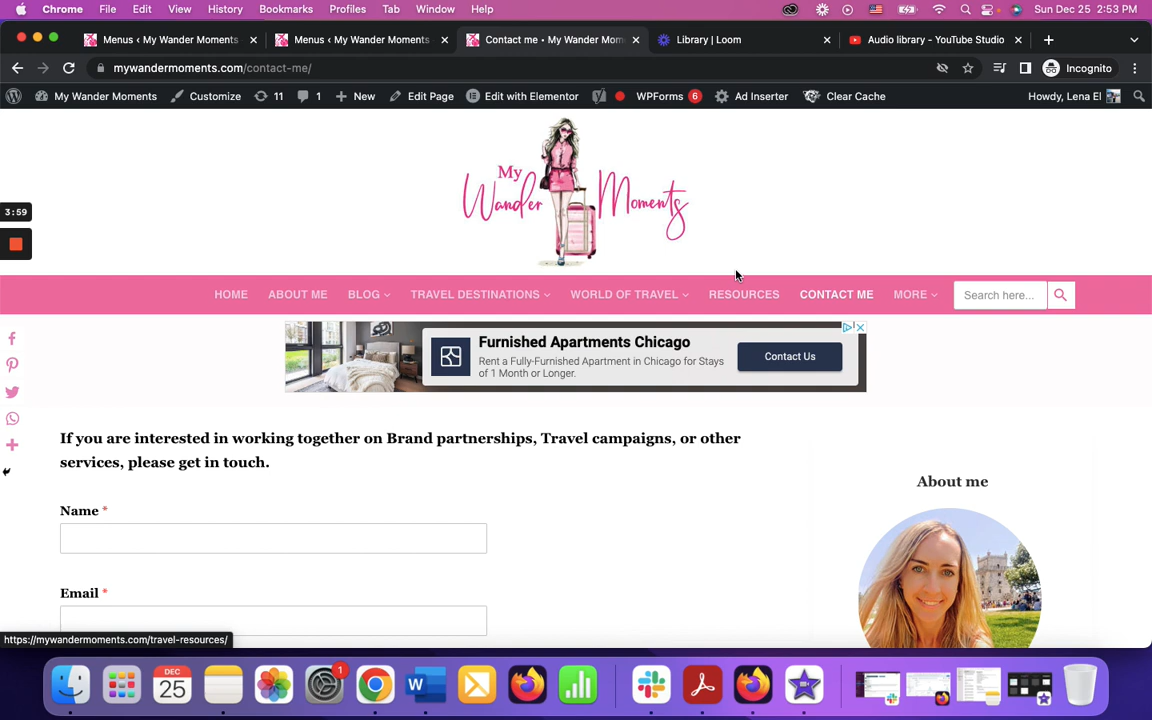 Chrome File Edit View History Bookmarks Profiles Tab Window Help Sun Dec 25 2:53 PM
Menus ‹ My Wander Moments Menus ‹ My Wander Moments Contact me • My Wander Mom Library | Loom Audio library - YouTube Studio
mywandermoments.com/contact-me/ Incognito
My Wander Moments Customize 11 1 New Edit Page Edit with Elementor WPForms 6 Ad Inserter Clear Cache Howdy, Lena El
My
Wander Moments
3:59
HOME ABOUT ME BLOG TRAVEL DESTINATIONS WORLD OF TRAVEL RESOURCES CONTACT ME MORE Search here...
Furnished Apartments Chicago
Rent a Fully-Furnished Apartment in Chicago for Stays
of 1 Month or Longer.
Contact Us
If you are interested in working together on Brand partnerships, Travel campaigns, or other
services, please get in touch.
About me
Name *
Email *
https://mywandermoments.com/travel-resources/
DEC
25
1
W